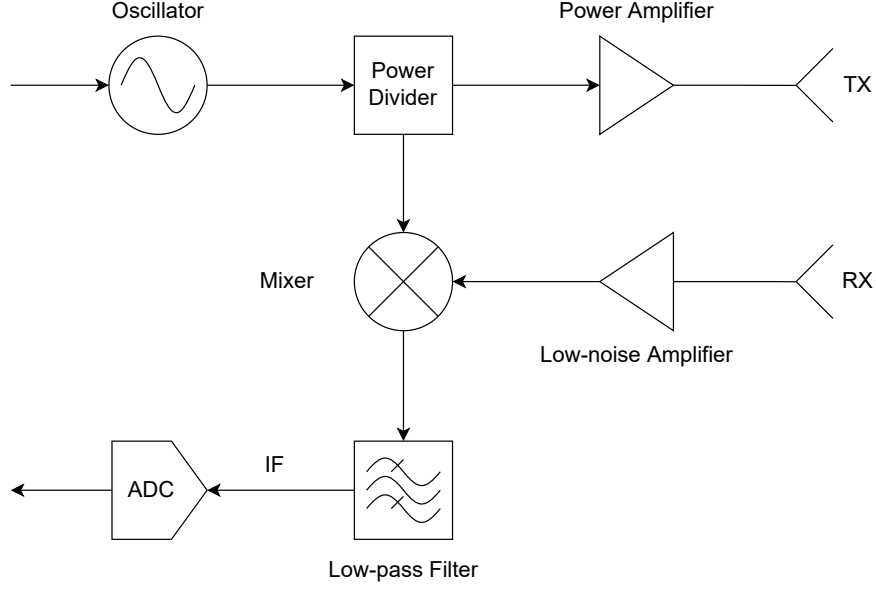 Oscillator
Power Amplifier
Power
Divider
TX
Mixer
RX
Low-noise Amplifier
IF
ADC
Low-pass Filter